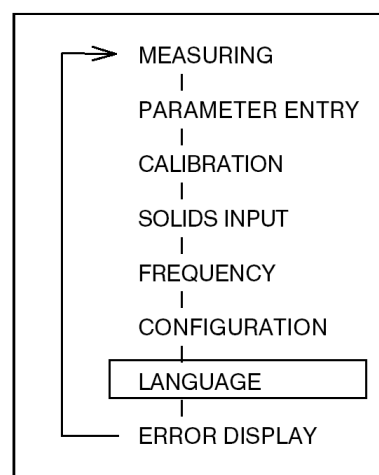 MEASURING
PARAMETER ENTRY
CALIBRATION
SOLIDS INPUT
FREQUENCY
CONFIGURATION
LANGUAGE
ERROR DISPLAY